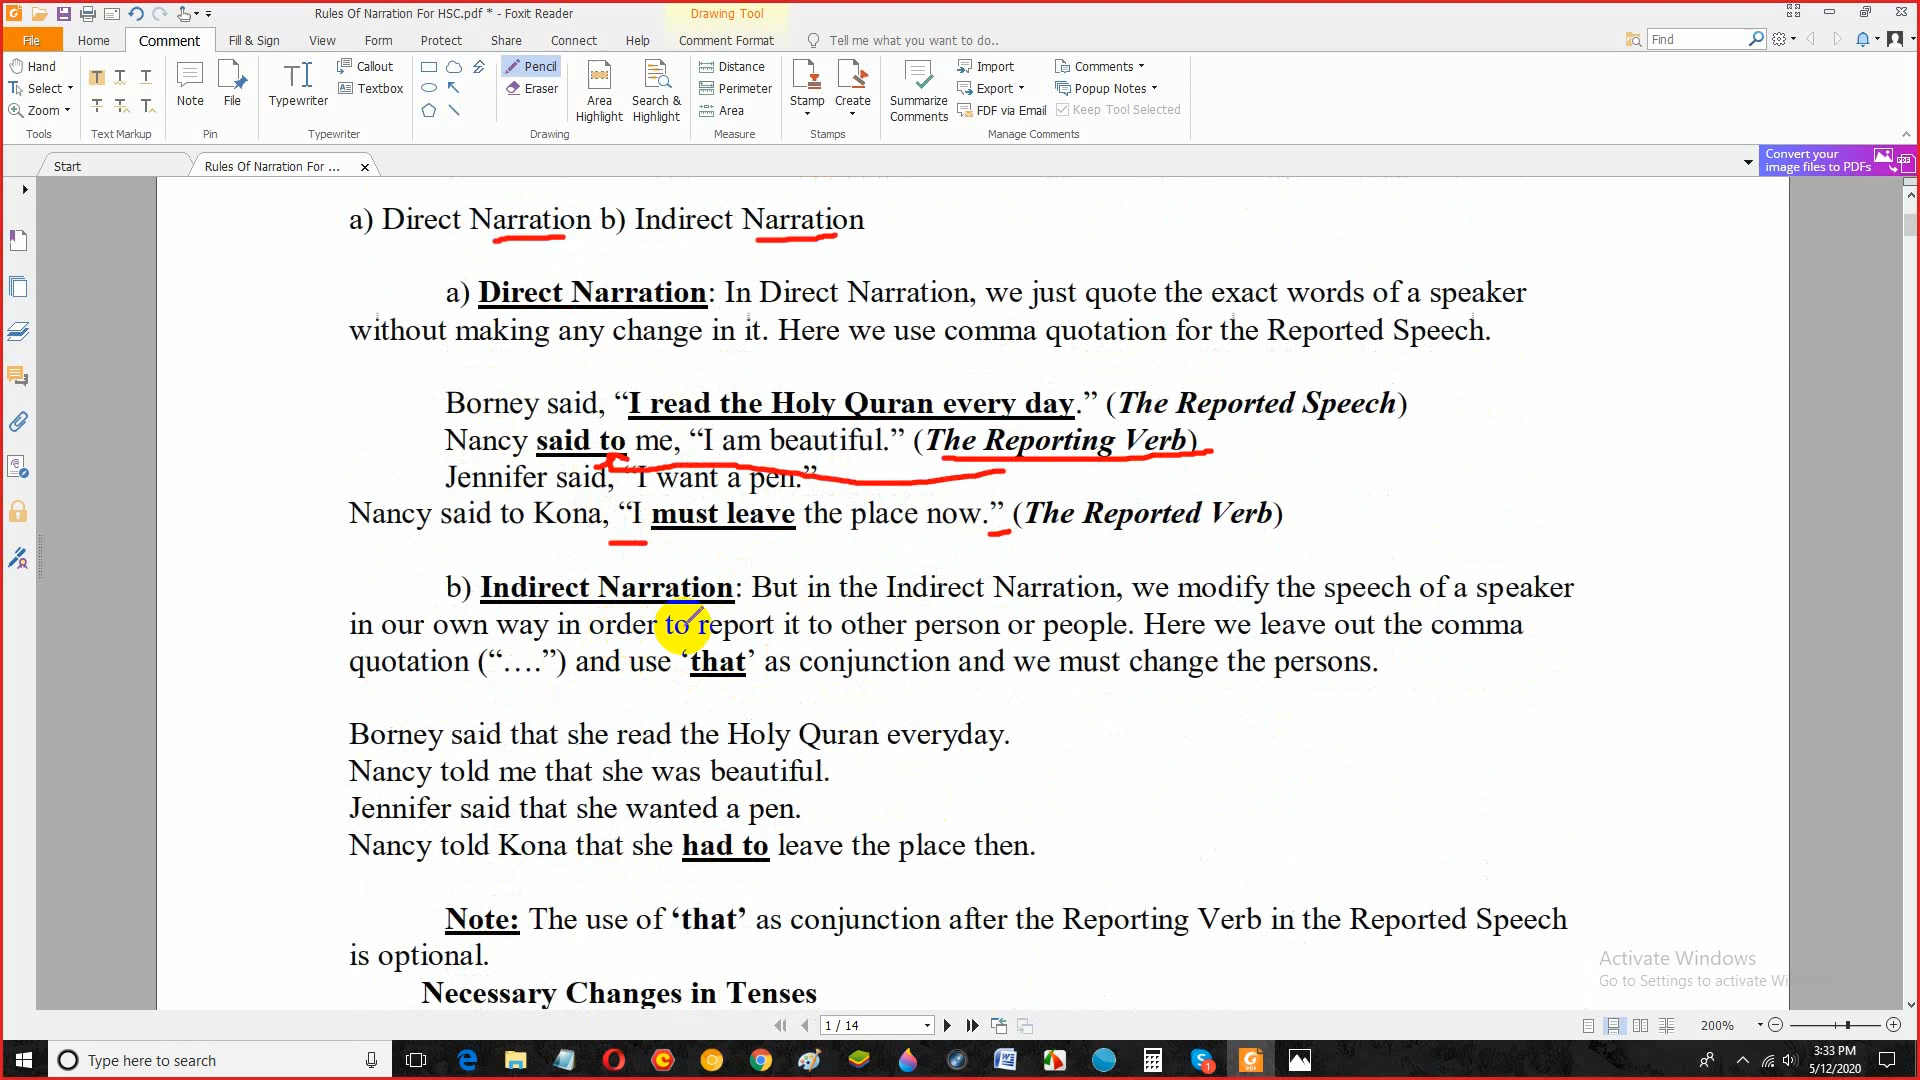 Rules Of Narration For HSC.pdf * - Foxit Reader
Drawing Tool
File Home Comment Fill & Sign View Form Protect Share Connect Help Comment Format Tell me what you want to do.. Find
Hand
Select
Zoom
Tools
Text Markup
Note
File
Pin
Typewriter
Callout
Textbox
Typewriter
Pencil
Eraser
Area Highlight
Search & Highlight
Drawing
Distance
Perimeter
Area
Measure
Stamp
Create
Stamps
Summarize Comments
Import
Export
FDF via Email
Comments
Popup Notes
Keep Tool Selected
Manage Comments
Start
Rules Of Narration For ...
Convert your
image files to PDFs
a) Direct Narration b) Indirect Narration
a) Direct Narration: In Direct Narration, we just quote the exact words of a speaker
without making any change in it. Here we use comma quotation for the Reported Speech.
Borney said, “I read the Holy Quran every day.” (The Reported Speech)
Nancy said to me, “I am beautiful.” (The Reporting Verb)
Jennifer said, “I want a pen.”
Nancy said to Kona, “I must leave the place now.” (The Reported Verb)
b) Indirect Narration: But in the Indirect Narration, we modify the speech of a speaker
in our own way in order to report it to other person or people. Here we leave out the comma
quotation (“….”) and use ‘that’ as conjunction and we must change the persons.
Borney said that she read the Holy Quran everyday.
Nancy told me that she was beautiful.
Jennifer said that she wanted a pen.
Nancy told Kona that she had to leave the place then.
Note: The use of ‘that’ as conjunction after the Reporting Verb in the Reported Speech
is optional.
Necessary Changes in Tenses
Activate Windows
Go to Settings to activate Wi
1 / 14
200%
Type here to search
3:33 PM
5/12/2020